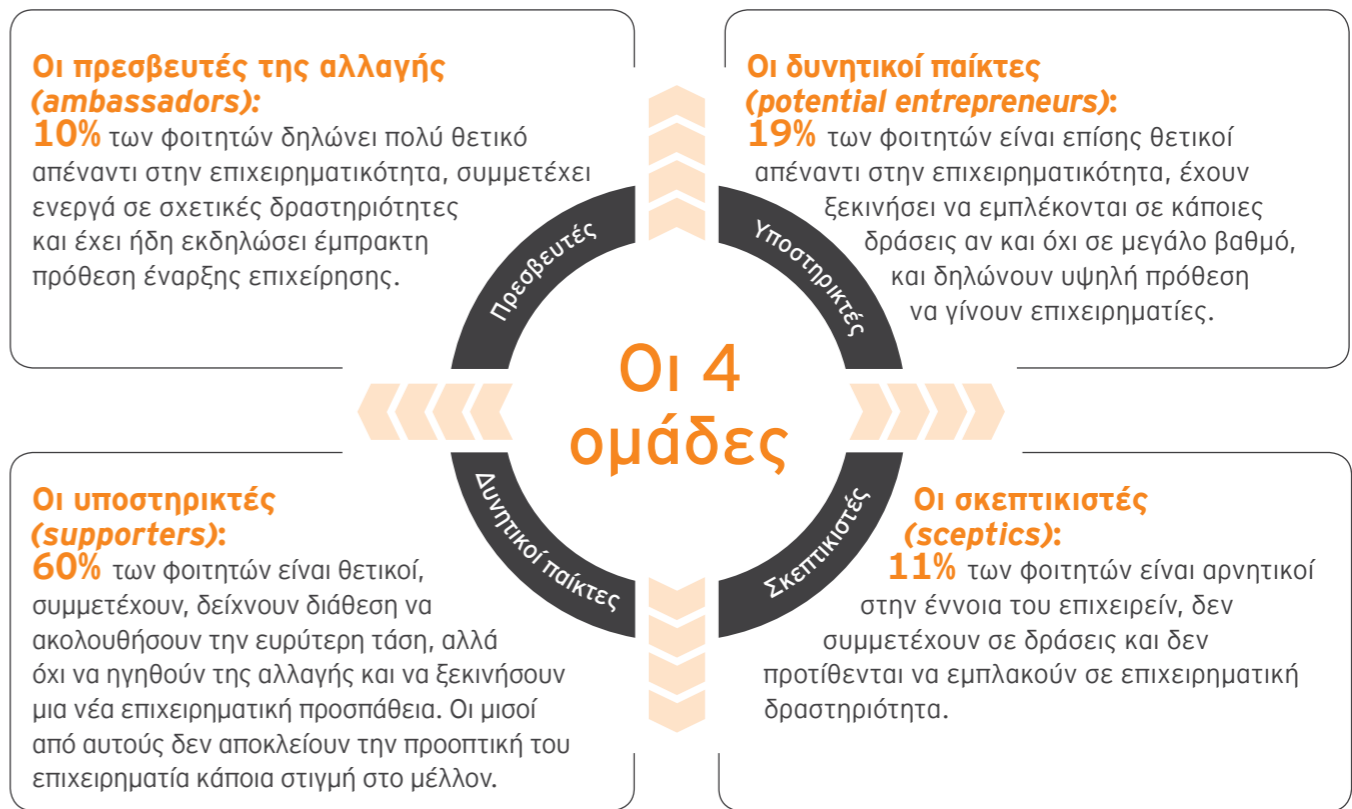 Οι πρεσβευτές της αλλαγής
(ambassadors):
10% των φοιτητών δηλώνει πολύ θετικό
απέναντι στην επιχειρηματικότητα, συμμετέχει
ενεργά σε σχετικές δραστηριότητες
και έχει ήδη εκδηλώσει έμπρακτη
πρόθεση έναρξης επιχείρησης.
Οι δυνητικοί παίκτες
(potential entrepreneurs):
19% των φοιτητών είναι επίσης θετικοί
απέναντι στην επιχειρηματικότητα, έχουν
ξεκινήσει να εμπλέκονται σε κάποιες
δράσεις αν και όχι σε μεγάλο βαθμό,
και δηλώνουν υψηλή πρόθεση
να γίνουν επιχειρηματίες.
Πρεσβευτές
Υποστηρικτές
Οι 4
ομάδες
Δυνητικοί παίκτες
Σκεπτικιστές
Οι υποστηρικτές
(supporters):
60% των φοιτητών είναι θετικοί,
συμμετέχουν, δείχνουν διάθεση να
ακολουθήσουν την ευρύτερη τάση, αλλά
όχι να ηγηθούν της αλλαγής και να ξεκινήσουν
μια νέα επιχειρηματική προσπάθεια. Οι μισοί
από αυτούς δεν αποκλείουν την προοπτική του
επιχειρηματία κάποια στιγμή στο μέλλον.
Οι σκεπτικιστές
(sceptics):
11% των φοιτητών είναι αρνητικοί
στην έννοια του επιχειρείν, δεν
συμμετέχουν σε δράσεις και δεν
προτίθενται να εμπλακούν σε επιχειρηματική
δραστηριότητα.